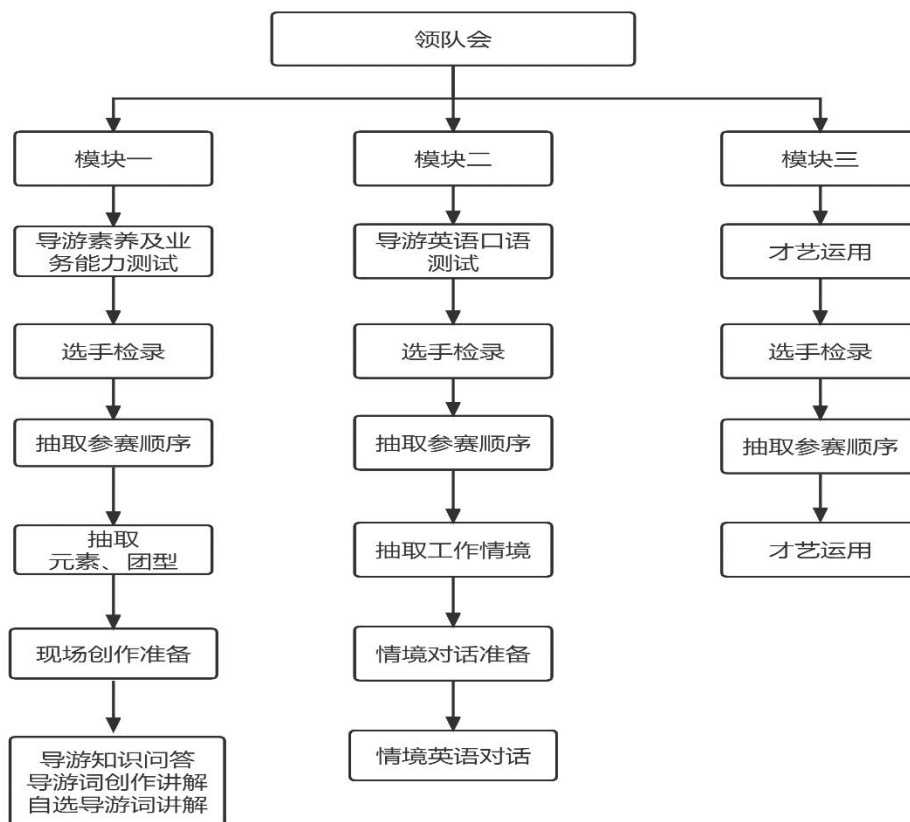 领队会
模块一
导游素养及业
务能力测试
选手检录
抽取参赛顺序
抽取
元素、团型
现场创作准备
导游知识问答
导游词创作讲解
自选导游词讲解
模块二
导游英语口语
测试
选手检录
抽取参赛顺序
抽取工作情境
情境对话准备
情境英语对话
模块三
才艺运用
选手检录
抽取参赛顺序
才艺运用